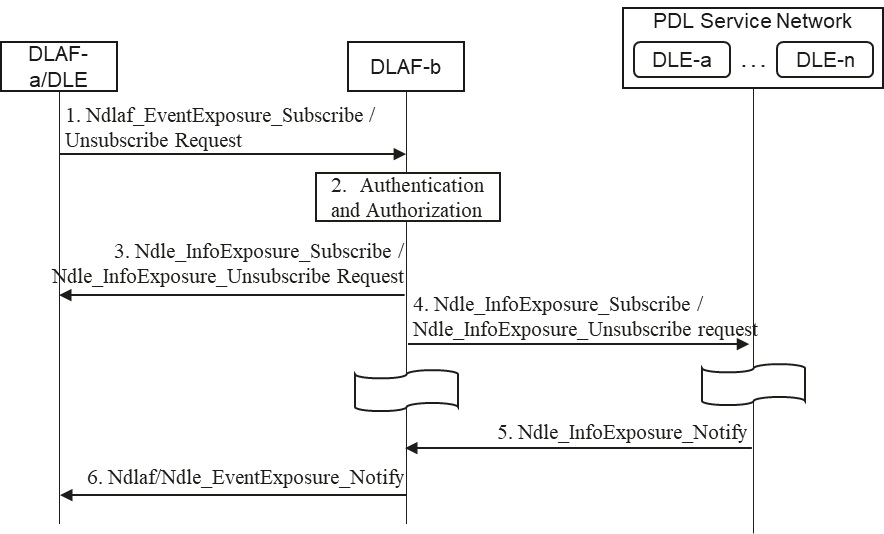 DLAF-
a/DLE
DLAF-b
PDL Service Network
DLE-a ... DLE-n
1. Ndlaf_EventExposure_Subscribe /
Unsubscribe Request
2. Authentication
and Authorization
3. Ndle_InfoExposure_Subscribe /
Ndle_InfoExposure_Unsubscribe Request
4. Ndle_InfoExposure_Subscribe /
Ndle_InfoExposure_Unsubscribe request
5. Ndle_InfoExposure_Notify
6. Ndlaf/Ndle_EventExposure_Notify